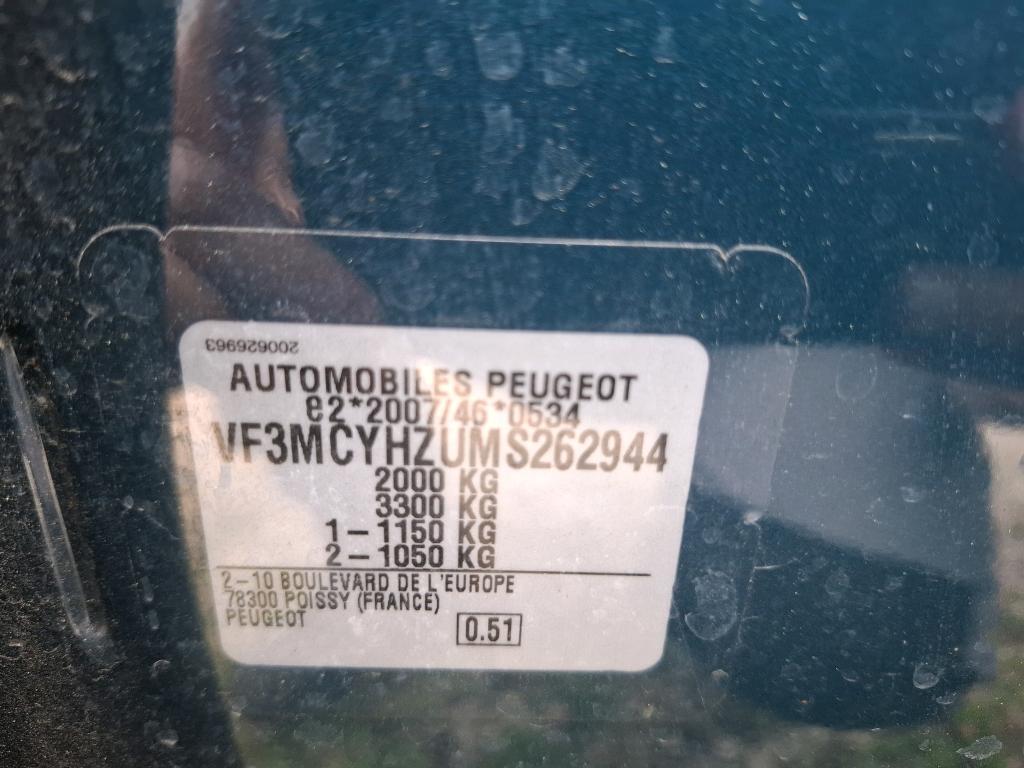 200626963
AUTOMOBILES PEUGEOT
e2*2007/46*0534
VF3MCYHZUMS262944
2000 KG
3300 KG
1-1150 KG
2-1050 KG
2-10 BOULEVARD DE L'EUROPE
78300 POISSY (FRANCE)
PEUGEOT
0.51